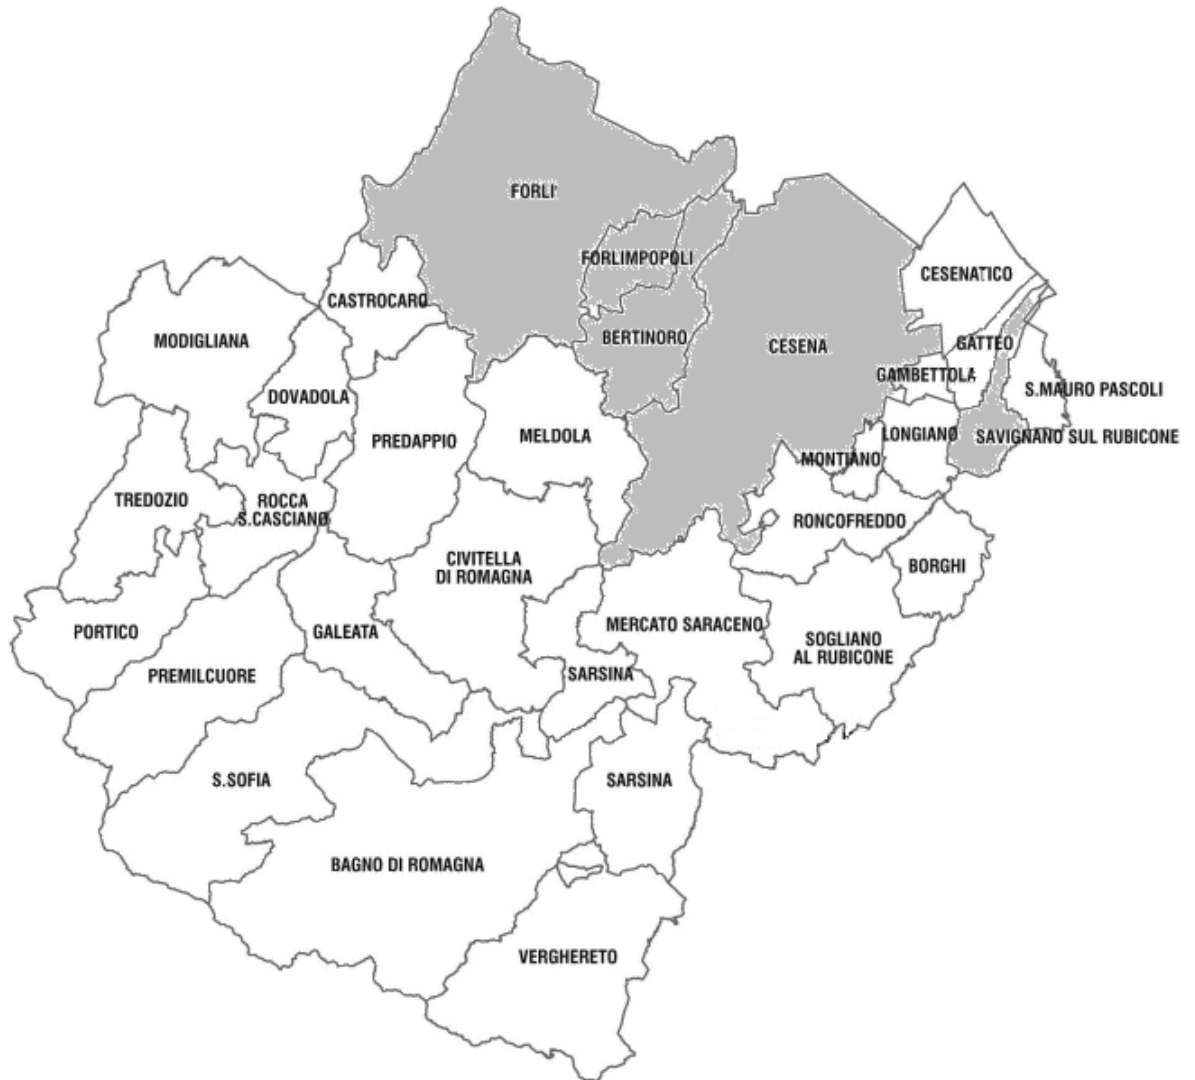 FORLI'
FORLIMPOPOLI
CESENATICO
CASTROCARO
MODIGLIANA
BERTINORO
CESENA
GATTEO
GAMBETTOLA
S.MAURO PASCOLI
DOVADOLA
PREDAPPIO
MELDOLA
LONGIANO
SAVIGNANO SUL RUBICONE
MONTIANO
TREDOZIO
ROCCA
S.CASCIANO
RONCOFREDDO
CIVITELLA
DI ROMAGNA
BORGHI
PORTICO
GALEATA
MERCATO SARACENO
SOGLIANO
AL RUBICONE
PREMILCUORE
SARSINA
S.SOFIA
SARSINA
BAGNO DI ROMAGNA
VERGHERETO